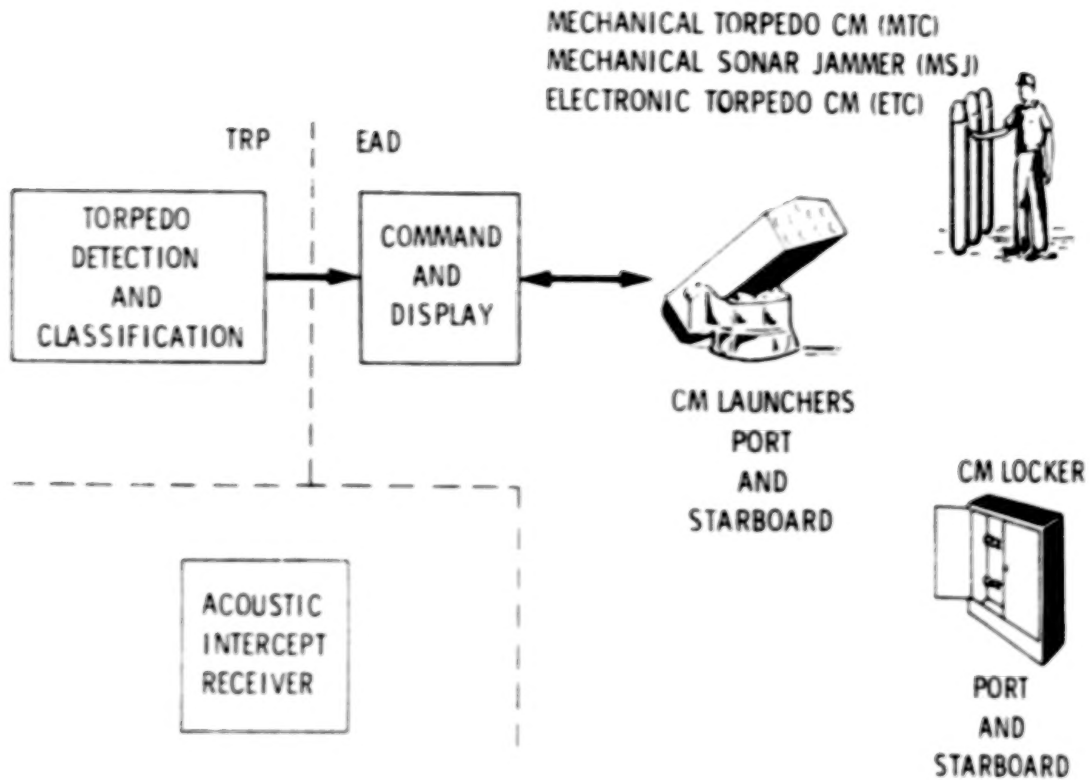 MECHANICAL TORPEDO CM (MTC)
MECHANICAL SONAR JAMMER (MSJ)
ELECTRONIC TORPEDO CM (ETC)
TRP
EAD
TORPEDO
DETECTION
AND
CLASSIFICATION
COMMAND
AND
DISPLAY
CM LAUNCHERS
PORT
AND
STARBOARD
CM LOCKER
PORT
AND
STARBOARD
ACOUSTIC
INTERCEPT
RECEIVER